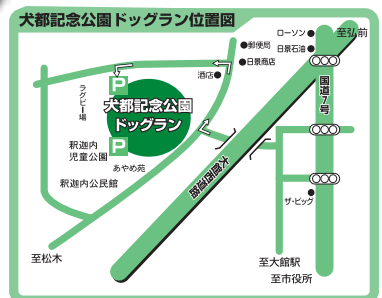 犬都記念公園ドッグラン位置図
ローソン
至弘前
郵便局
日景石油
日景商店
酒店
国道7号
P
ラグビー場
犬都記念公園
ドッグラン
釈迦内
児童公園
P
あやめ苑
釈迦内公民館
大館西道路
ザ・ビッグ
至松木
至大館駅
至市役所